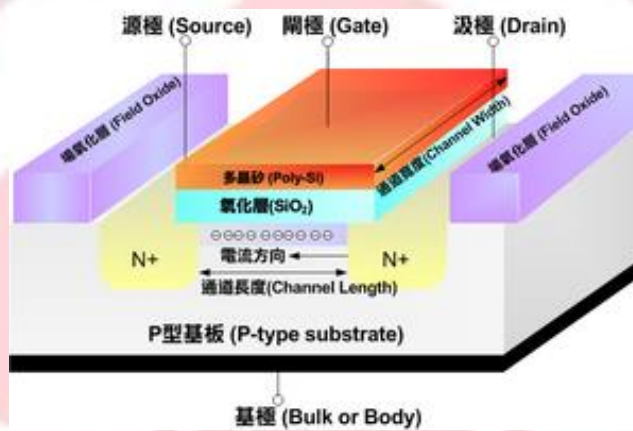 源極 (Source)
閘極 (Gate)
汲極 (Drain)
場氧化層 (Field Oxide)
通道寬度(Channel Width)
場氧化層 (Field Oxide)
多晶矽 (Poly-Si)
氧化層(SiO₂)
N+
電流方向
N+
通道長度(Channel Length)
P型基板 (P-type substrate)
基極 (Bulk or Body)